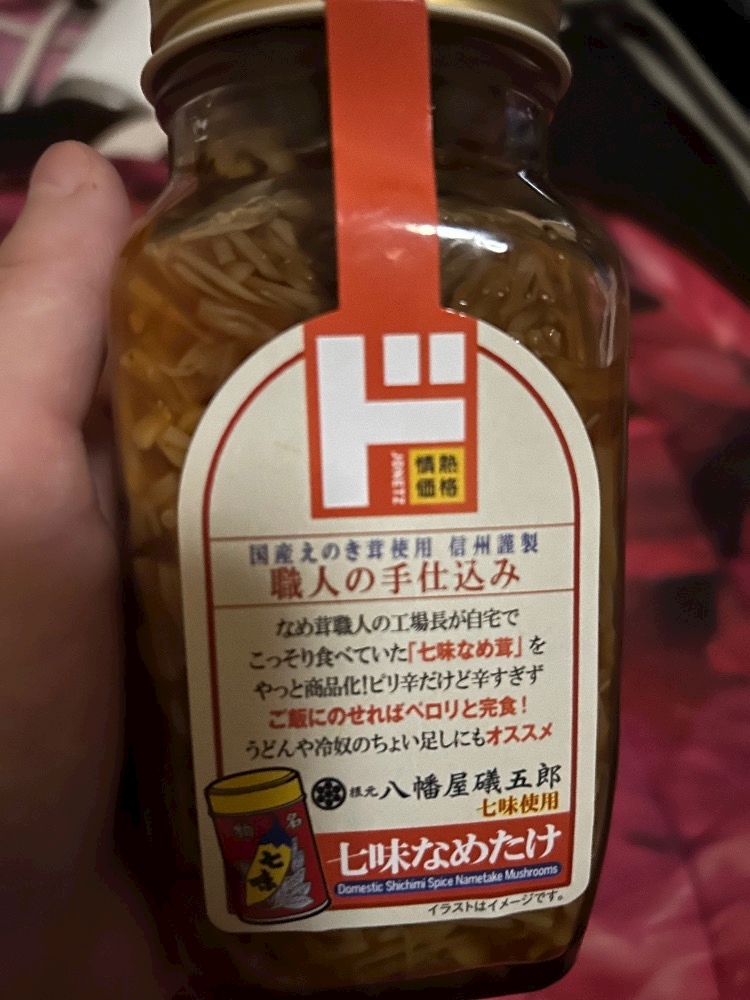 ド
JONETZ
情熱
価格
国産えのき茸使用 信州謹製
職人の手仕込み
なめ茸職人の工場長が自宅で
こっそり食べていた「七味なめ茸」を
やっと商品化!ピリ辛だけど辛すぎず
ご飯にのせればペロリと完食!
うどんや冷奴のちょい足しにもオススメ
根元 八幡屋礒五郎
七味使用
名物
七味
七味なめたけ
Domestic Shichimi Spice Nametake Mushrooms
イラストはイメージです。